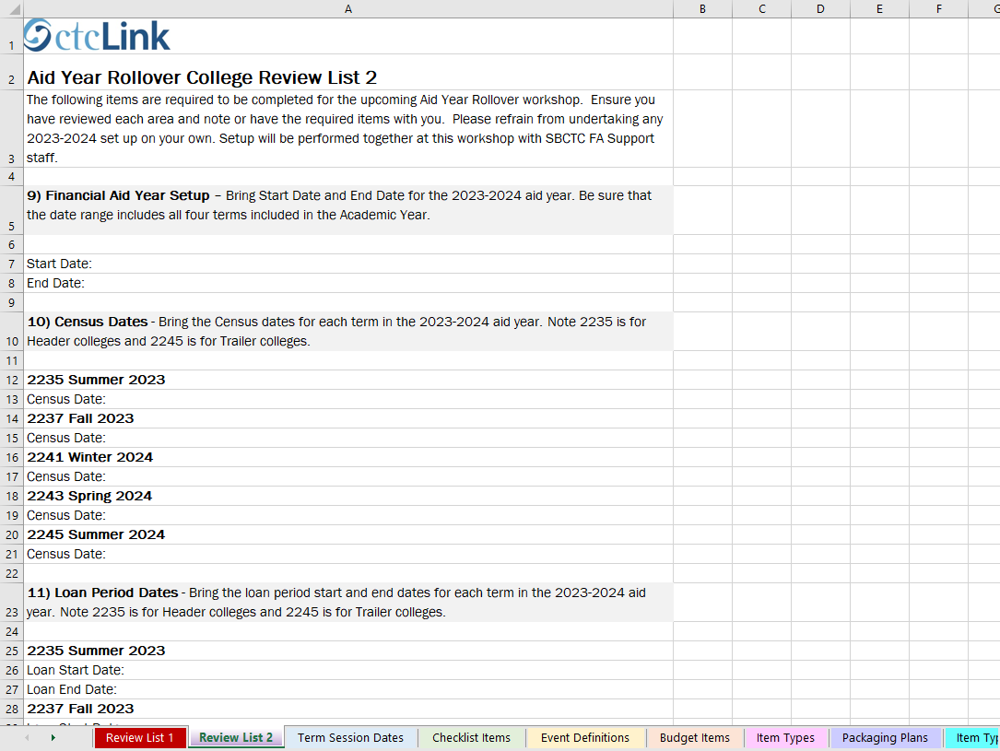 A B C D E F G
1 ctcLink
2 Aid Year Rollover College Review List 2
The following items are required to be completed for the upcoming Aid Year Rollover workshop.  Ensure you
have reviewed each area and note or have the required items with you.  Please refrain from undertaking any
2023-2024 set up on your own. Setup will be performed together at this workshop with SBCTC FA Support
3 staff.
4
9) Financial Aid Year Setup – Bring Start Date and End Date for the 2023-2024 aid year. Be sure that
the date range includes all four terms included in the Academic Year.
5
6
7 Start Date:
8 End Date:
9
10) Census Dates - Bring the Census dates for each term in the 2023-2024 aid year. Note 2235 is for
10 Header colleges and 2245 is for Trailer colleges.
11
12 2235 Summer 2023
13 Census Date:
14 2237 Fall 2023
15 Census Date:
16 2241 Winter 2024
17 Census Date:
18 2243 Spring 2024
19 Census Date:
20 2245 Summer 2024
21 Census Date:
22
11) Loan Period Dates - Bring the loan period start and end dates for each term in the 2023-2024 aid
23 year. Note 2235 is for Header colleges and 2245 is for Trailer colleges.
24
25 2235 Summer 2023
26 Loan Start Date:
27 Loan End Date:
28 2237 Fall 2023
Review List 1 Review List 2 Term Session Dates Checklist Items Event Definitions Budget Items Item Types Packaging Plans Item Typ